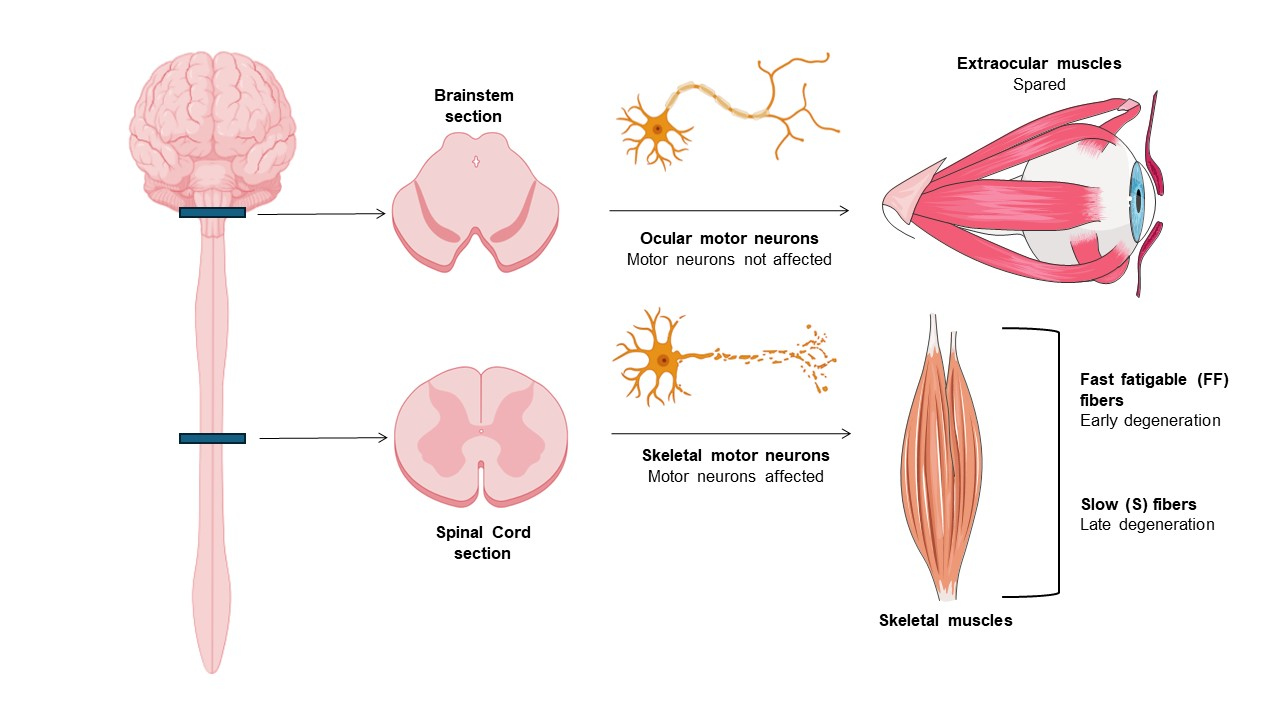 Brainstem
section
Ocular motor neurons
Motor neurons not affected
Extraocular muscles
Spared
Spinal Cord
section
Skeletal motor neurons
Motor neurons affected
Skeletal muscles
Fast fatigable (FF)
fibers
Early degeneration
Slow (S) fibers
Late degeneration